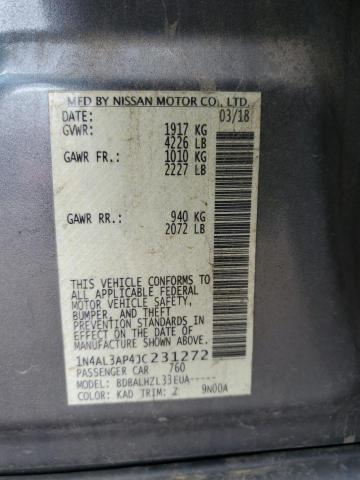 MFD BY NISSAN MOTOR CO., LTD.
DATE: 03/18
GVWR: 1917 KG
4226 LB
GAWR FR.: 1010 KG
2227 LB
GAWR RR.: 940 KG
2072 LB
THIS VEHICLE CONFORMS TO
ALL APPLICABLE FEDERAL
MOTOR VEHICLE SAFETY,
BUMPER, AND THEFT
PREVENTION STANDARDS IN
EFFECT ON THE DATE OF
MANUFACTURE SHOWN ABOVE.
1N4AL3AP4JC231272
PASSENGER CAR 760
MODEL: BDBALHZL33EUA-----
COLOR: KAD TRIM: Z 9N00A